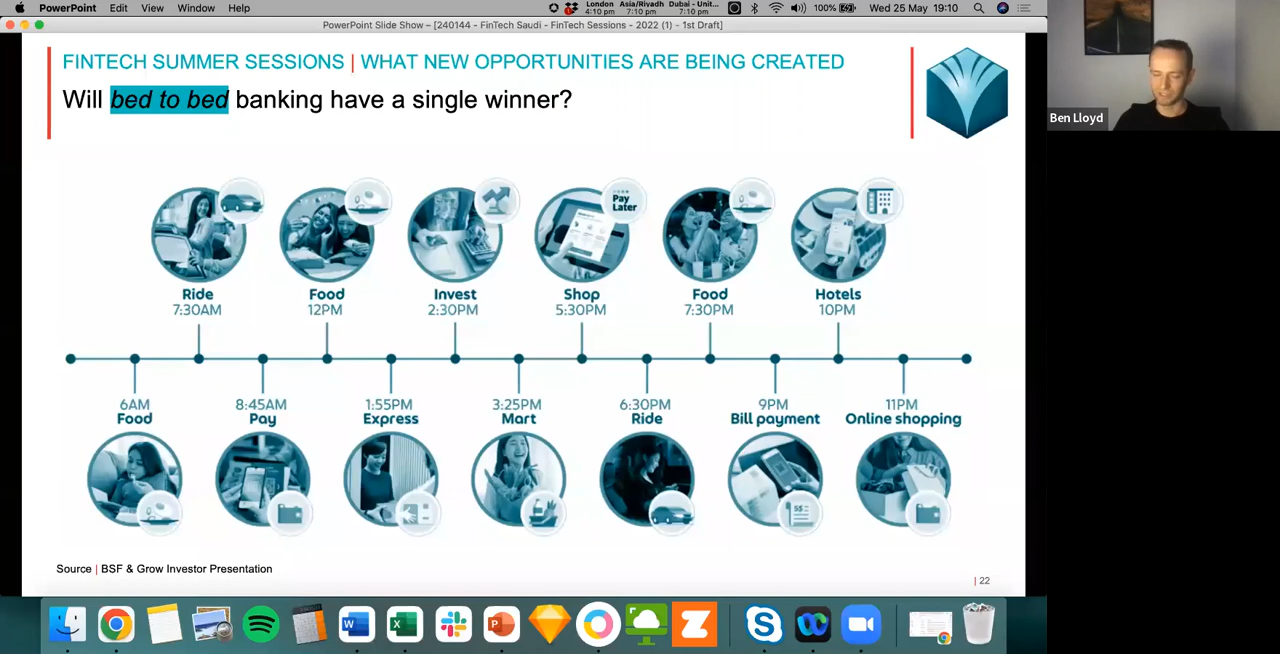 PowerPoint Edit View Window Help
London Asia/Riyadh Dubai - Unit...
4:10 pm 7:10 pm 7:10 pm
100% Wed 25 May 19:10
PowerPoint Slide Show – [240144 - FinTech Saudi - FinTech Sessions - 2022 (1) - 1st Draft]
FINTECH SUMMER SESSIONS | WHAT NEW OPPORTUNITIES ARE BEING CREATED
Will bed to bed banking have a single winner?
Ben Lloyd
Pay
Later
Ride Food Invest Shop Food Hotels
7:30AM 12PM 2:30PM 5:30PM 7:30PM 10PM
6AM 8:45AM 1:55PM 3:25PM 6:30PM 9PM 11PM
Food Pay Express Mart Ride Bill payment Online shopping
S$
Source | BSF & Grow Investor Presentation
| 22
W X P Z S